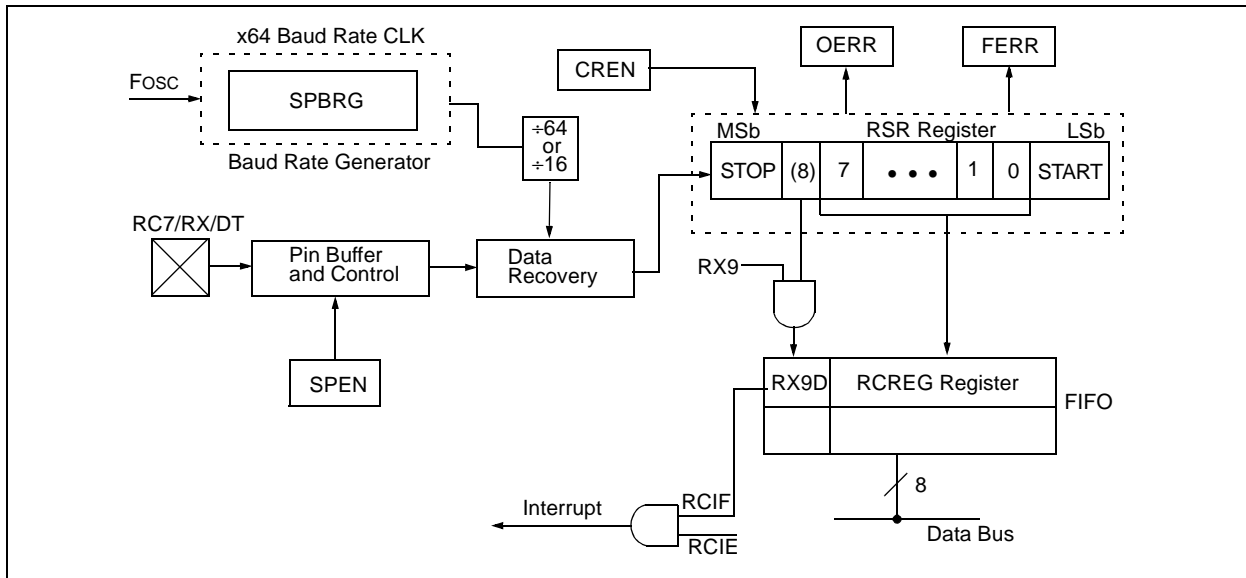 x64 Baud Rate CLK
FOSC
SPBRG
Baud Rate Generator
÷64
or
÷16
CREN
OERR
FERR
MSb
RSR Register
LSb
STOP
(8)
7
• • •
1
0
START
RC7/RX/DT
Pin Buffer
and Control
Data
Recovery
SPEN
RX9
RX9D
RCREG Register
FIFO
8
Data Bus
Interrupt
RCIF
RCIE